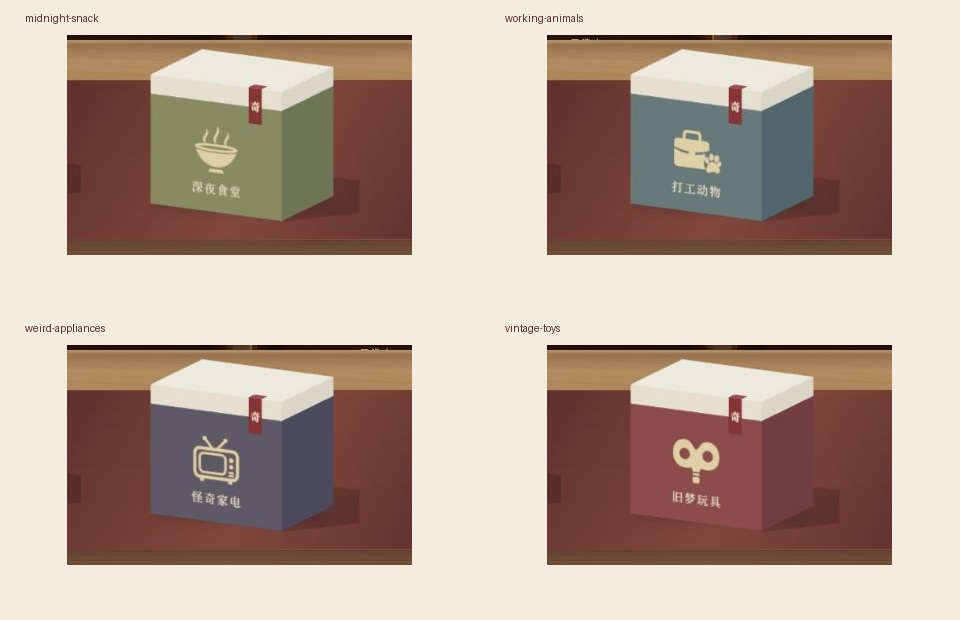 midnight-snack
working-animals
奇
深夜食堂
奇
打工动物
weird-appliances
vintage-toys
奇
怪奇家电
奇
旧梦玩具